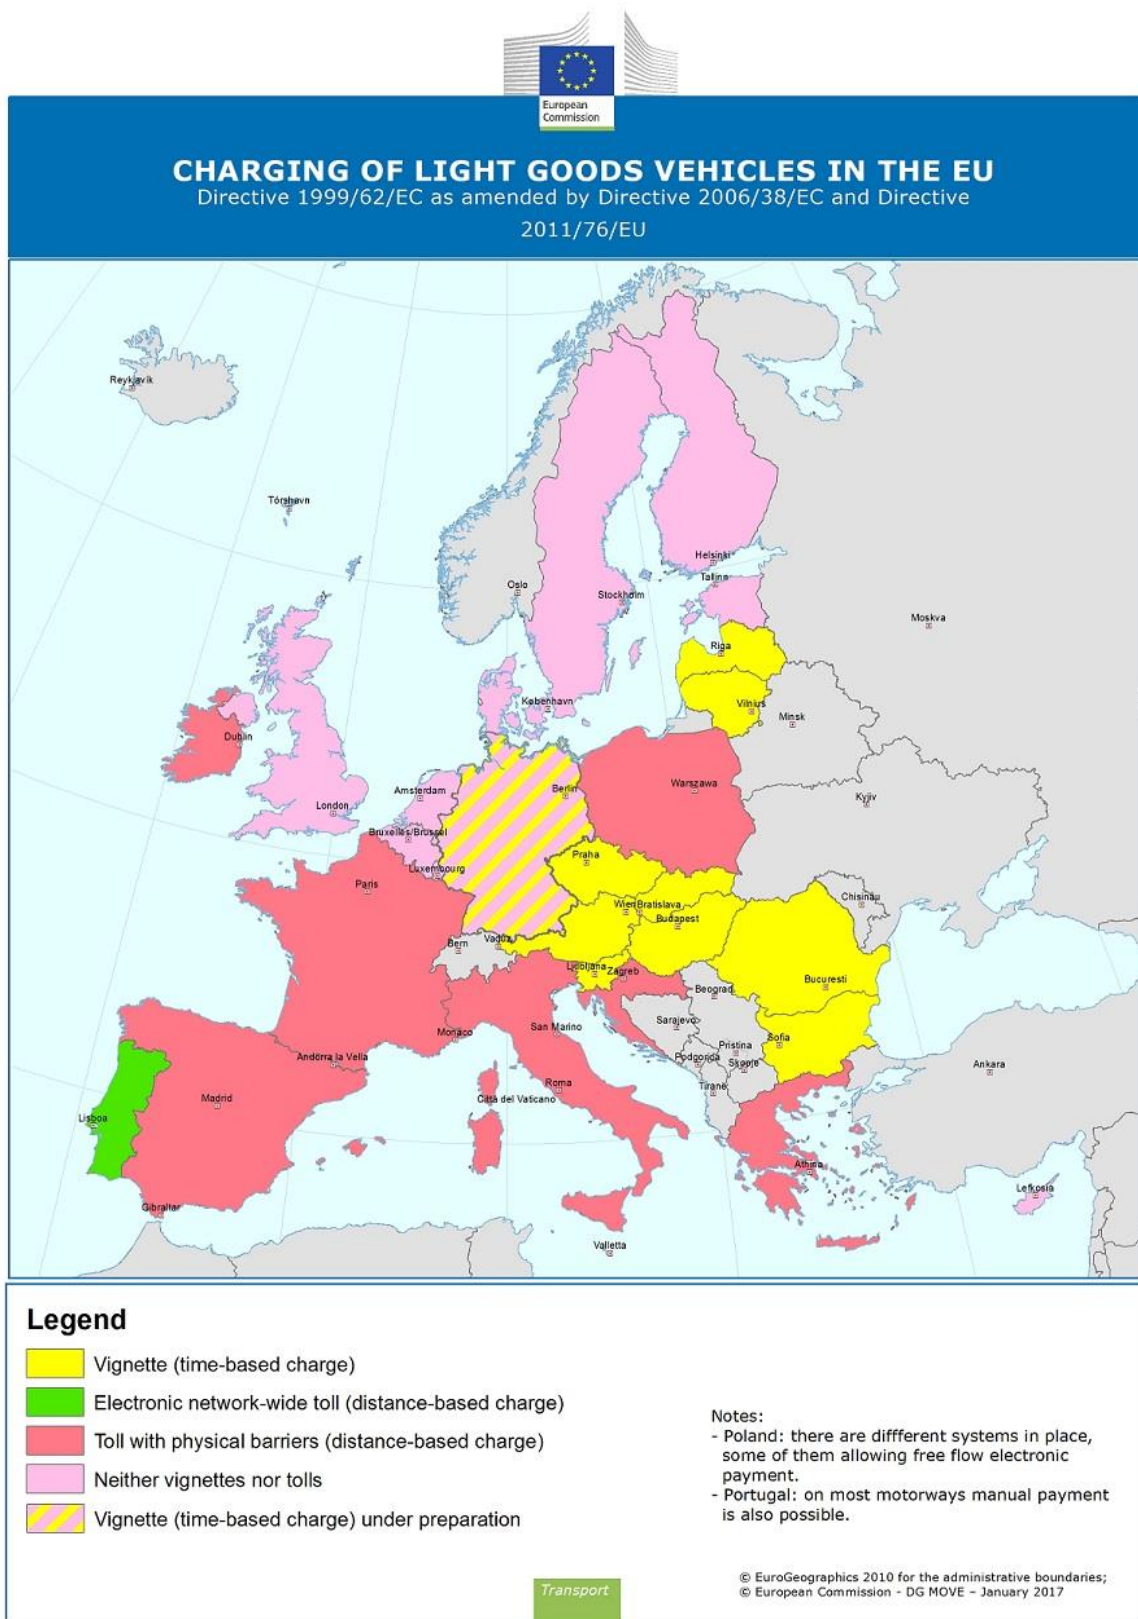 European
Commission
CHARGING OF LIGHT GOODS VEHICLES IN THE EU
Directive 1999/62/EC as amended by Directive 2006/38/EC and Directive
2011/76/EU
Reykjavík
Tórshavn
Oslo
Helsinki
Tallinn
Stockholm
Moskva
Riga
København
Vilnius
Minsk
Dublin
Warszawa
Amsterdam
Berlin
London
Kyiv
Bruxelles/Brussel
Praha
Luxembourg
Paris
Chisinau
Wien
Bratislava
Budapest
Bern
Vaduz
Ljubljana
Zagreb
Bucuresti
Beograd
Sarajevo
San Marino
Monaco
Sofia
Pristina
Podgorica
Skopje
Andorra la Vella
Ankara
Tirane
Roma
Madrid
Città del Vaticano
Lisboa
Athina
Lefkosia
Gibraltar
Valletta
Legend
Vignette (time-based charge)
Electronic network-wide toll (distance-based charge)
Toll with physical barriers (distance-based charge)
Neither vignettes nor tolls
Vignette (time-based charge) under preparation
Notes:
- Poland: there are diffferent systems in place,
some of them allowing free flow electronic
payment.
- Portugal: on most motorways manual payment
is also possible.
Transport
© EuroGeographics 2010 for the administrative boundaries;
© European Commission - DG MOVE – January 2017